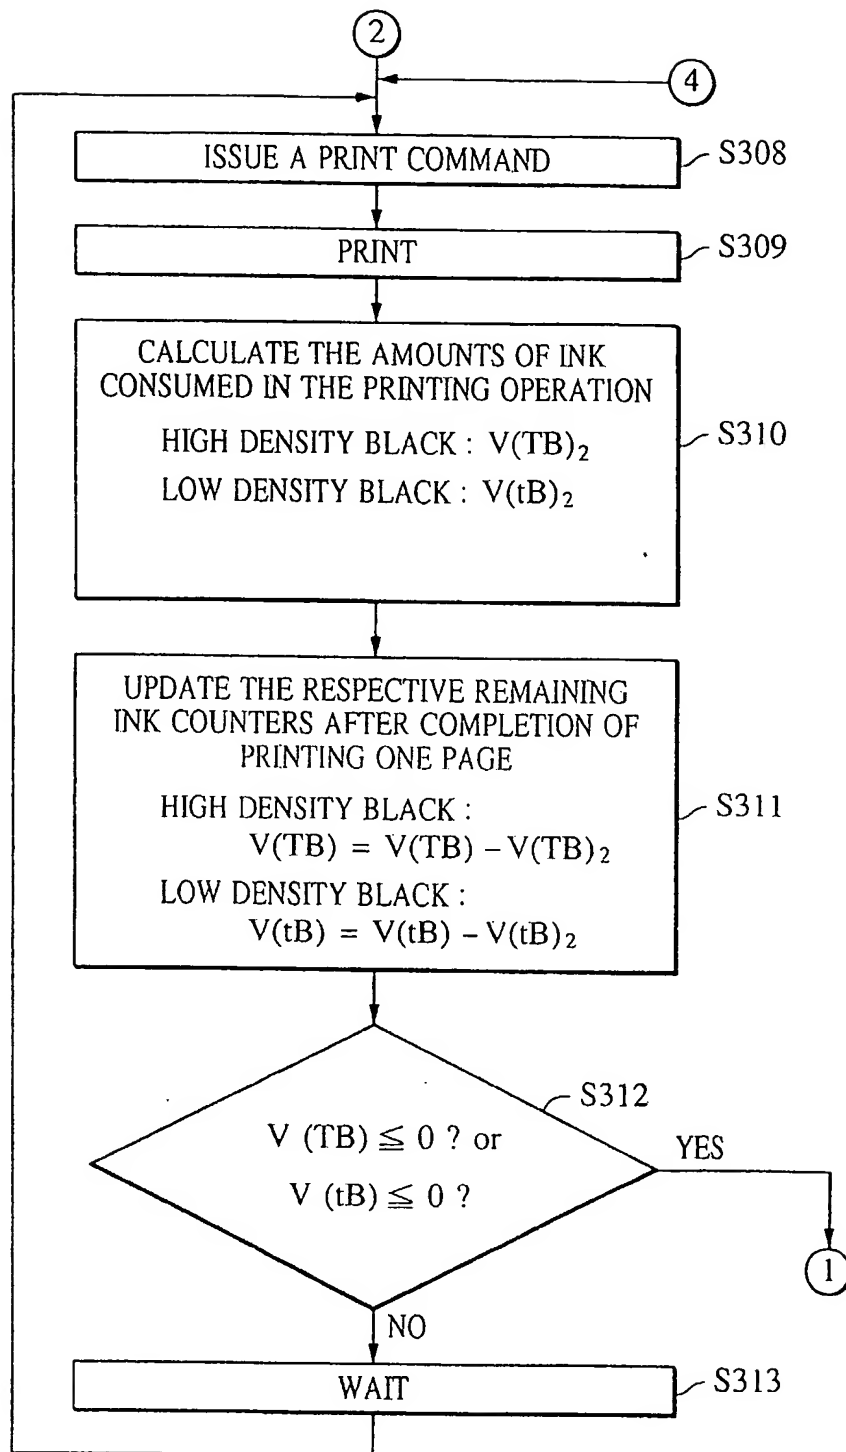 2
4
ISSUE A PRINT COMMAND
S308
PRINT
S309
CALCULATE THE AMOUNTS OF INK
CONSUMED IN THE PRINTING OPERATION
HIGH DENSITY BLACK : V(TB)₂
LOW DENSITY BLACK : V(tB)₂
S310
UPDATE THE RESPECTIVE REMAINING
INK COUNTERS AFTER COMPLETION OF
PRINTING ONE PAGE
HIGH DENSITY BLACK :
V(TB) = V(TB) – V(TB)₂
LOW DENSITY BLACK :
V(tB) = V(tB) – V(tB)₂
S311
S312
V (TB) ≦ 0 ? or
V (tB) ≦ 0 ?
YES
1
NO
WAIT
S313